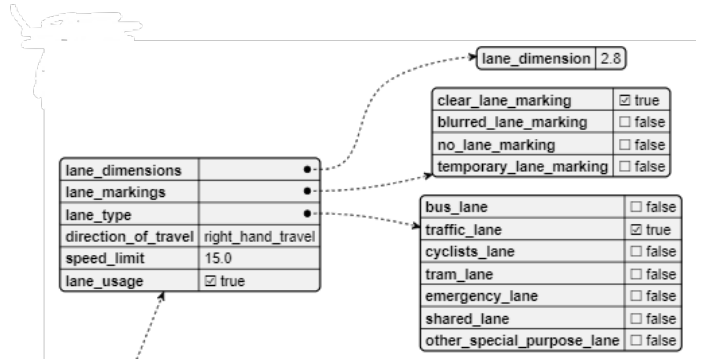 lane_dimension 2.8
clear_lane_marking ☑ true
blurred_lane_marking ☐ false
no_lane_marking ☐ false
temporary_lane_marking ☐ false
lane_dimensions
lane_markings
lane_type
direction_of_travel right_hand_travel
speed_limit 15.0
lane_usage ☑ true
bus_lane ☐ false
traffic_lane ☑ true
cyclists_lane ☐ false
tram_lane ☐ false
emergency_lane ☐ false
shared_lane ☐ false
other_special_purpose_lane ☐ false